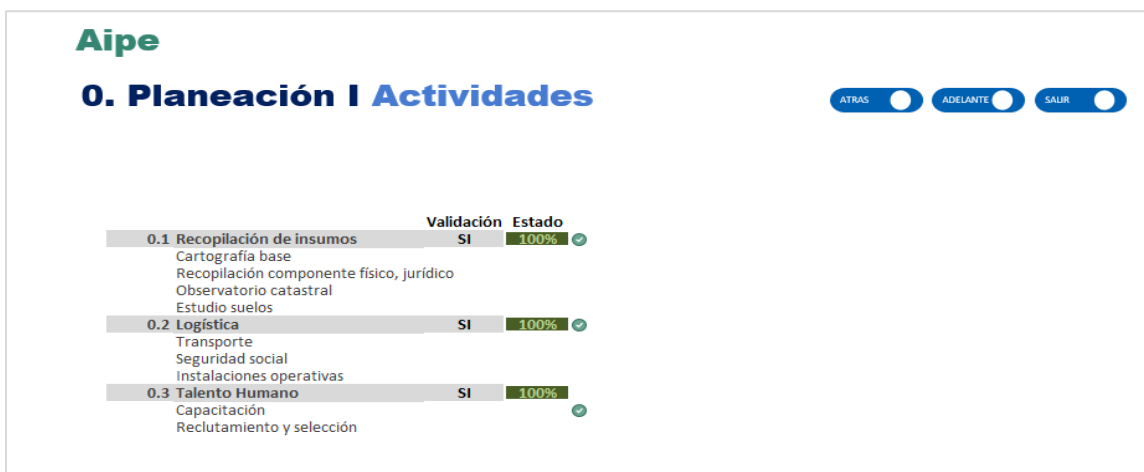 Aipe
0. Planeación I Actividades
ATRAS ADELANTE SALIR
Validación Estado
0.1 Recopilación de insumos SI 100%
Cartografía base
Recopilación componente físico, jurídico
Observatorio catastral
Estudio suelos
0.2 Logística SI 100%
Transporte
Seguridad social
Instalaciones operativas
0.3 Talento Humano SI 100%
Capacitación
Reclutamiento y selección